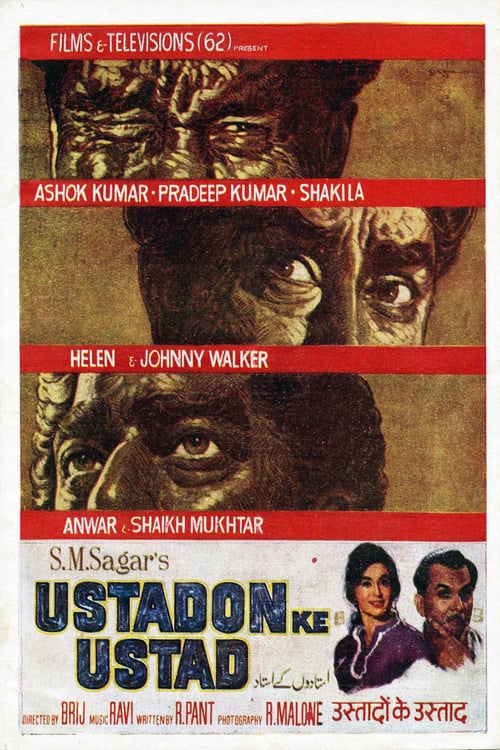 FILMS & TELEVISIONS (62) PRESENT
ASHOK KUMAR · PRADEEP KUMAR · SHAKILA
HELEN & JOHNNY WALKER
ANWAR & SHAIKH MUKHTAR
S.M.SAGAR'S
USTADON KE
USTAD
استادوں کے استاد
DIRECTED BY BRIJ MUSIC RAVI WRITTEN BY R.PANT PHOTOGRAPHY R.MALONE उस्तादों के उस्ताद